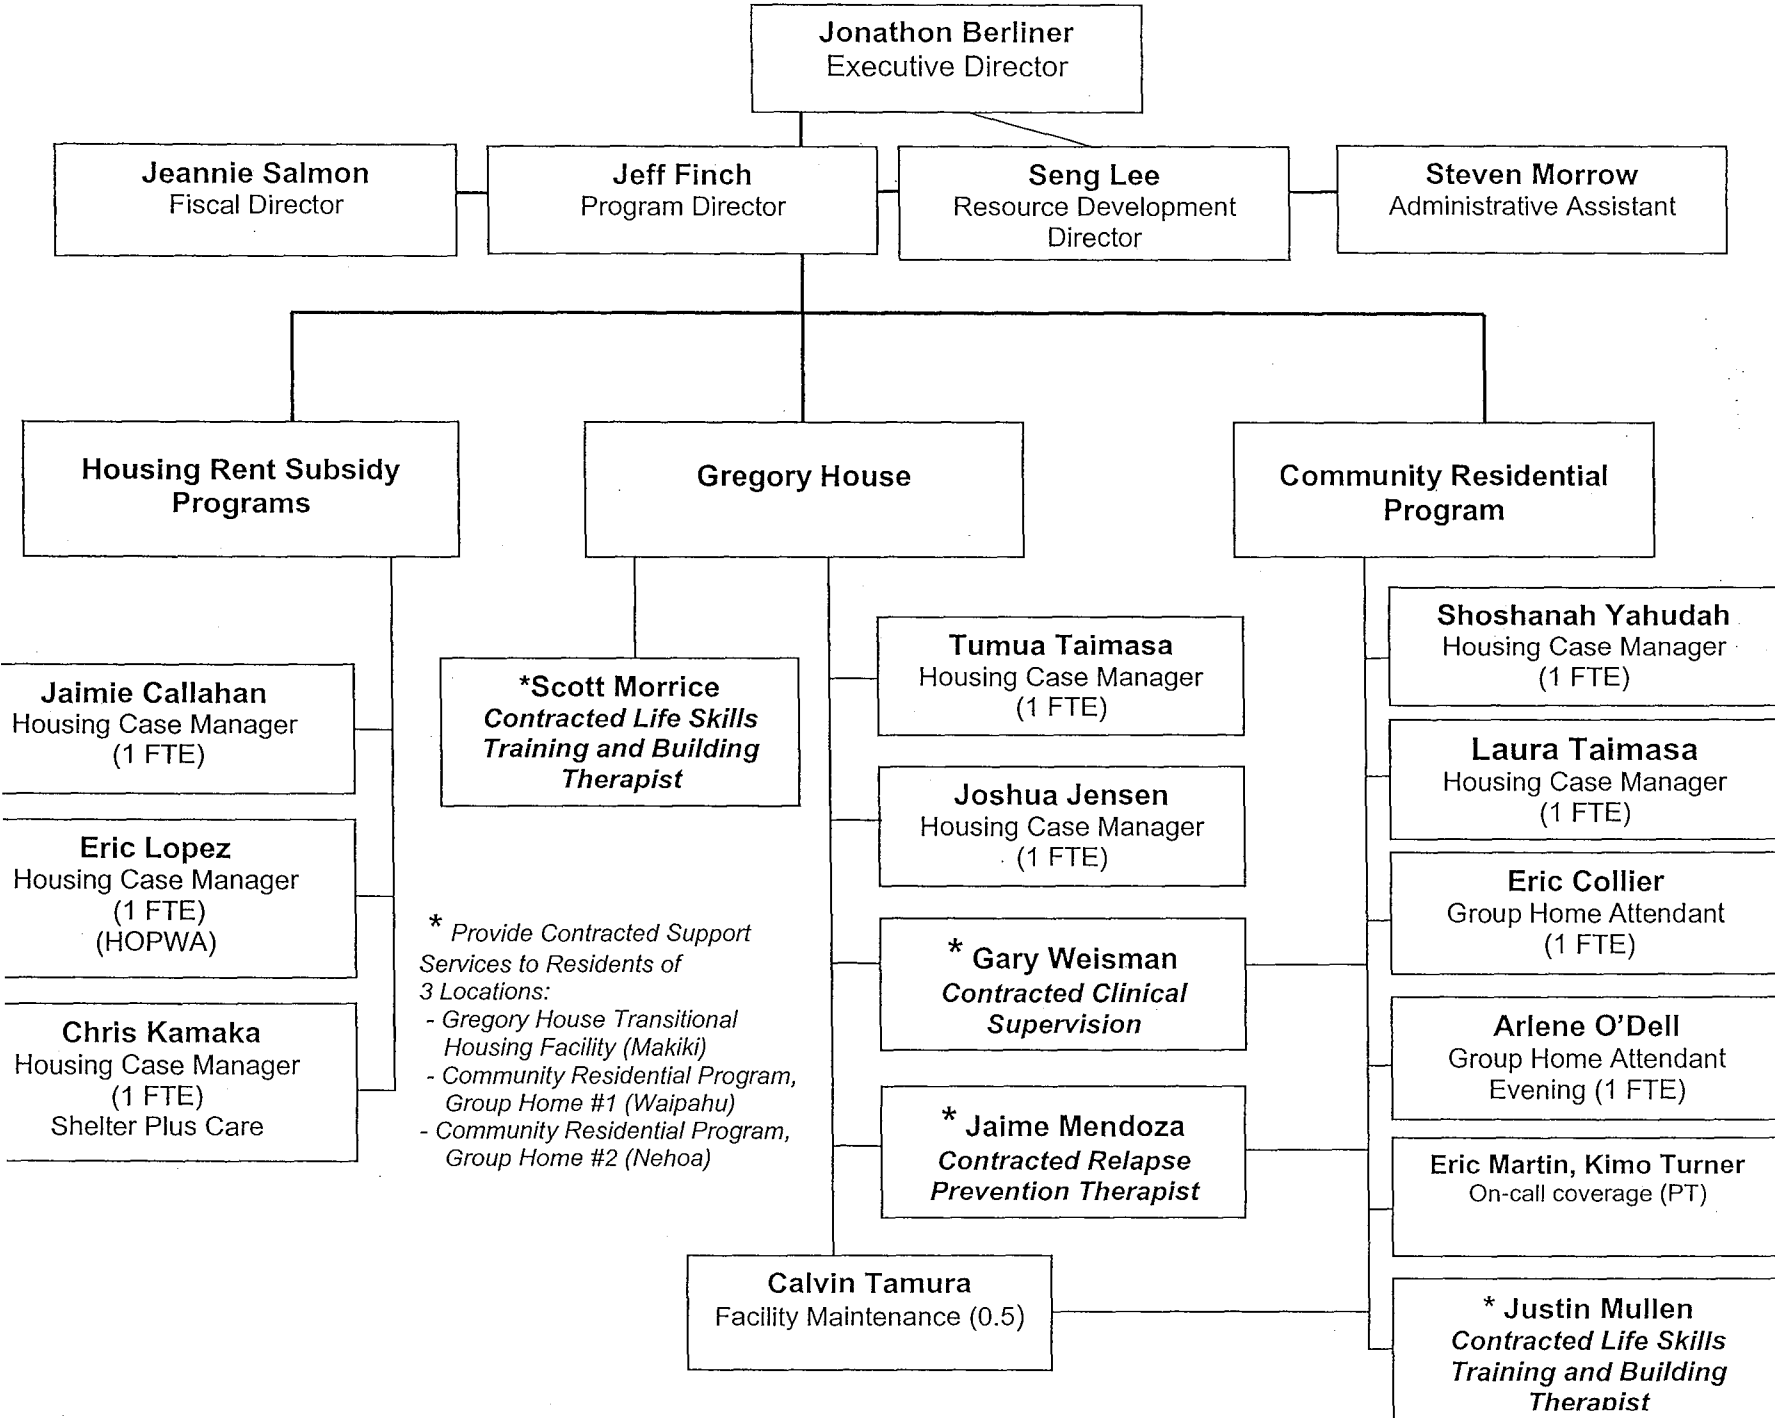 Jonathon Berliner
Executive Director
Jeannie Salmon
Fiscal Director
Jeff Finch
Program Director
Seng Lee
Resource Development
Director
Steven Morrow
Administrative Assistant
Housing Rent Subsidy
Programs
Gregory House
Community Residential
Program
Jaimie Callahan
Housing Case Manager
(1 FTE)
Eric Lopez
Housing Case Manager
(1 FTE)
(HOPWA)
Chris Kamaka
Housing Case Manager
(1 FTE)
Shelter Plus Care
*Scott Morrice
Contracted Life Skills
Training and Building
Therapist
* Provide Contracted Support
Services to Residents of
3 Locations:
- Gregory House Transitional
Housing Facility (Makiki)
- Community Residential Program,
Group Home #1 (Waipahu)
- Community Residential Program,
Group Home #2 (Nehoa)
Tumua Taimasa
Housing Case Manager
(1 FTE)
Joshua Jensen
Housing Case Manager
(1 FTE)
* Gary Weisman
Contracted Clinical
Supervision
* Jaime Mendoza
Contracted Relapse
Prevention Therapist
Calvin Tamura
Facility Maintenance (0.5)
Shoshanah Yahudah
Housing Case Manager
(1 FTE)
Laura Taimasa
Housing Case Manager
(1 FTE)
Eric Collier
Group Home Attendant
(1 FTE)
Arlene O'Dell
Group Home Attendant
Evening (1 FTE)
Eric Martin, Kimo Turner
On-call coverage (PT)
* Justin Mullen
Contracted Life Skills
Training and Building
Therapist